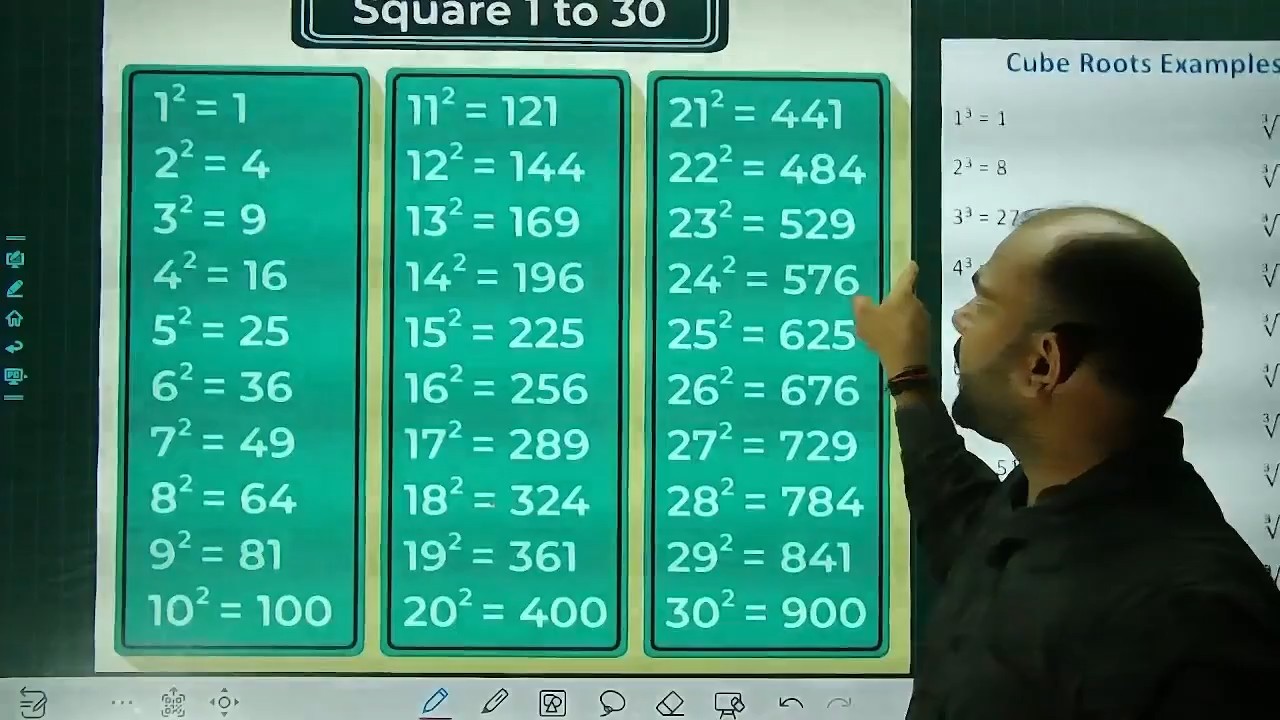 Square 1 to 30
1² = 1
2² = 4
3² = 9
4² = 16
5² = 25
6² = 36
7² = 49
8² = 64
9² = 81
10² = 100
11² = 121
12² = 144
13² = 169
14² = 196
15² = 225
16² = 256
17² = 289
18² = 324
19² = 361
20² = 400
21² = 441
22² = 484
23² = 529
24² = 576
25² = 625
26² = 676
27² = 729
28² = 784
29² = 841
30² = 900
Cube Roots Examples
1³ = 1
2³ = 8
3³ = 27
4³